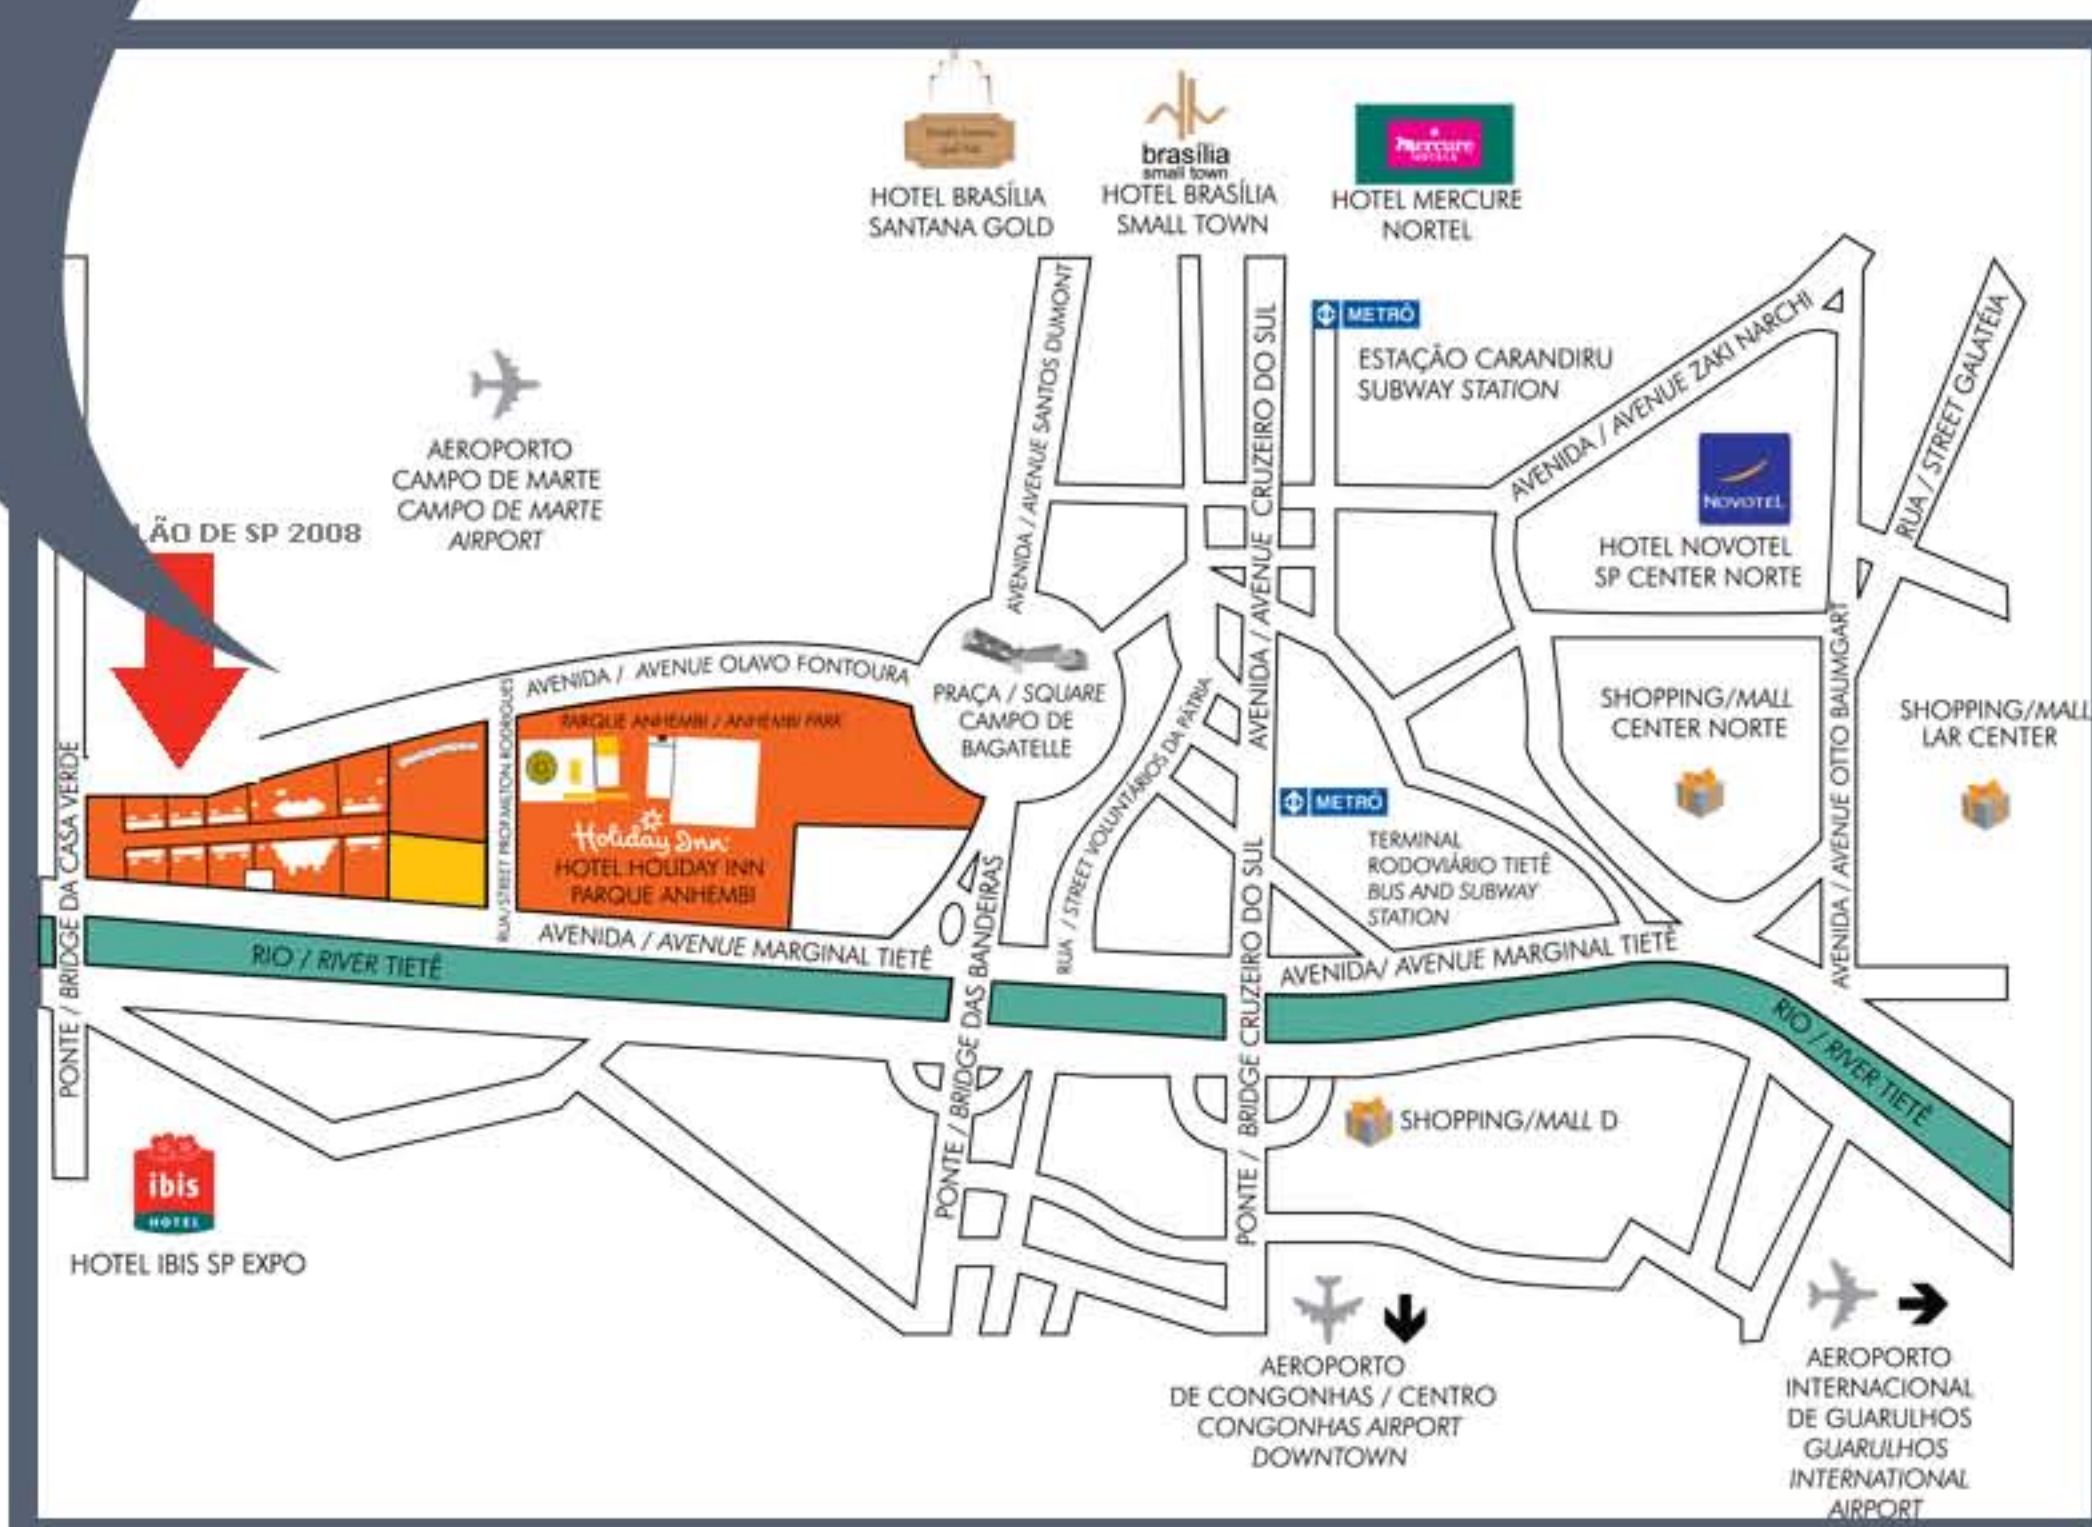 brasília
small town
Mercure
HOTELS
HOTEL BRASÍLIA
SANTANA GOLD
HOTEL BRASÍLIA
SMALL TOWN
HOTEL MERCURE
NORTEL
METRÔ
ESTAÇÃO CARANDIRU
SUBWAY STATION
AVENIDA / AVENUE SANTOS DUMONT
AVENIDA / AVENUE CRUZEIRO DO SUL
AVENIDA / AVENUE ZAKI NARCHI
RUA / STREET GALATÉIA
AEROPORTO
CAMPO DE MARTE
CAMPO DE MARTE
AIRPORT
LÃO DE SP 2008
NOVOTEL
HOTEL NOVOTEL
SP CENTER NORTE
AVENIDA / AVENUE OLAVO FONTOURA
PRAÇA / SQUARE
CAMPO DE
BAGATELLE
PARQUE ANHEMBI / ANHEMBI PARK
Holiday Inn
HOTEL HOLIDAY INN
PARQUE ANHEMBI
RUA / STREET PROF. MILTON RODRIGUES
RUA / STREET VOLUNTÁRIOS DA PÁTRIA
SHOPPING/MALL
CENTER NORTE
AVENIDA / AVENUE OTTO BAUMGART
SHOPPING/MALL
LAR CENTER
METRÔ
TERMINAL
RODOVIÁRIO TIETÊ
BUS AND SUBWAY
STATION
PONTE / BRIDGE DA CASA VERDE
AVENIDA / AVENUE MARGINAL TIETÊ
AVENIDA/ AVENUE MARGINAL TIETÊ
RIO / RIVER TIETÊ
RIO / RIVER TIETÊ
PONTE / BRIDGE DAS BANDEIRAS
PONTE / BRIDGE CRUZEIRO DO SUL
SHOPPING/MALL D
ibis
HOTEL
HOTEL IBIS SP EXPO
AEROPORTO
DE CONGONHAS / CENTRO
CONGONHAS AIRPORT
DOWNTOWN
AEROPORTO
INTERNACIONAL
DE GUARULHOS
GUARULHOS
INTERNATIONAL
AIRPORT